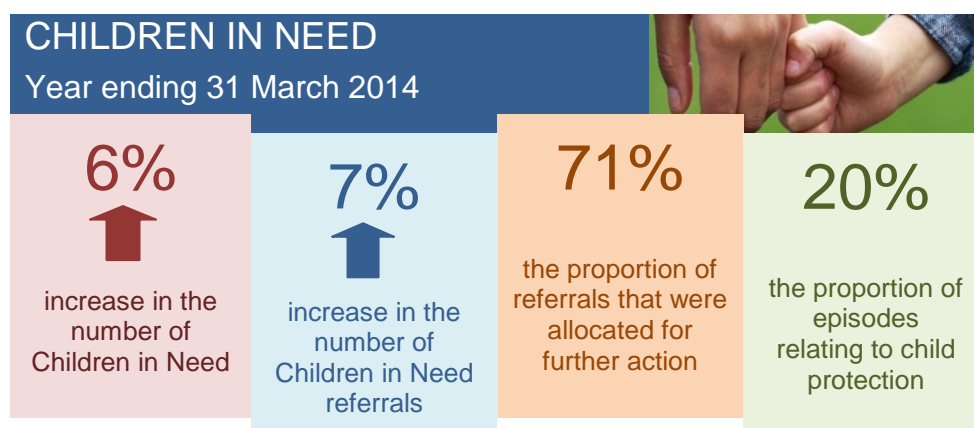 CHILDREN IN NEED
Year ending 31 March 2014
6%
increase in the
number of
Children in Need
7%
increase in the
number of
Children in Need
referrals
71%
the proportion of
referrals that were
allocated for
further action
20%
the proportion of
episodes
relating to child
protection